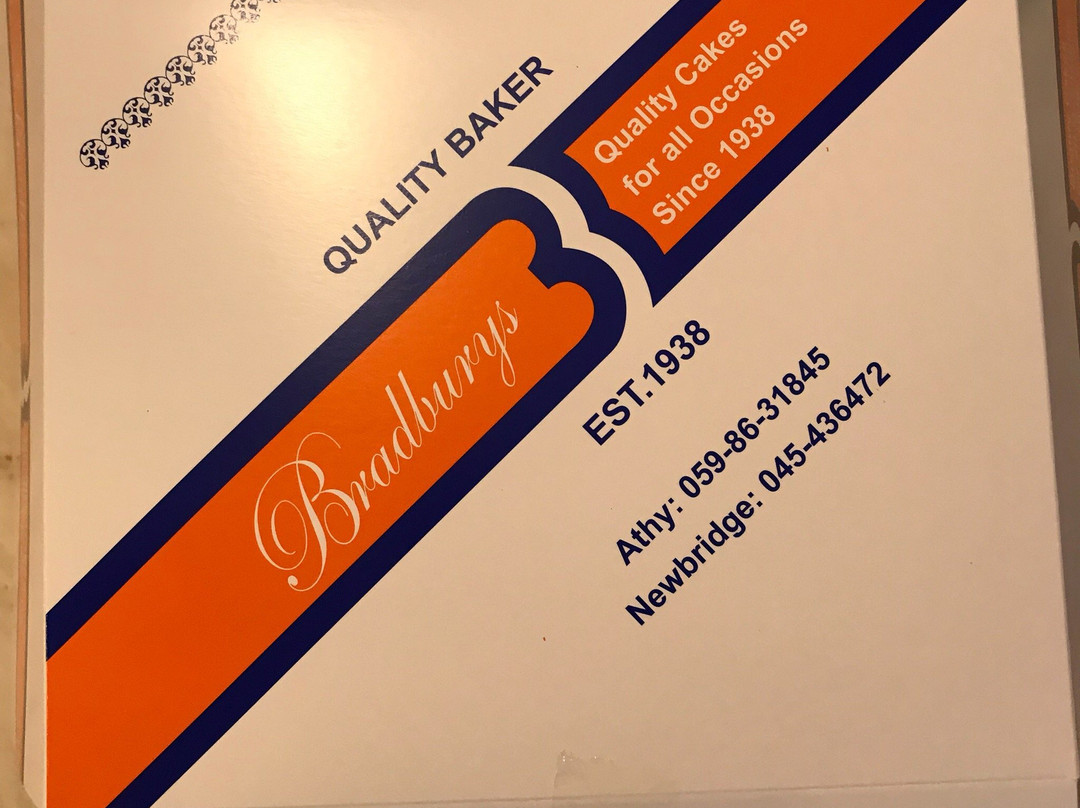 QUALITY BAKER
Quality Cakes
for all Occasions
Since 1938
Bradburys
EST.1938
Athy: 059-86-31845
Newbridge: 045-436472